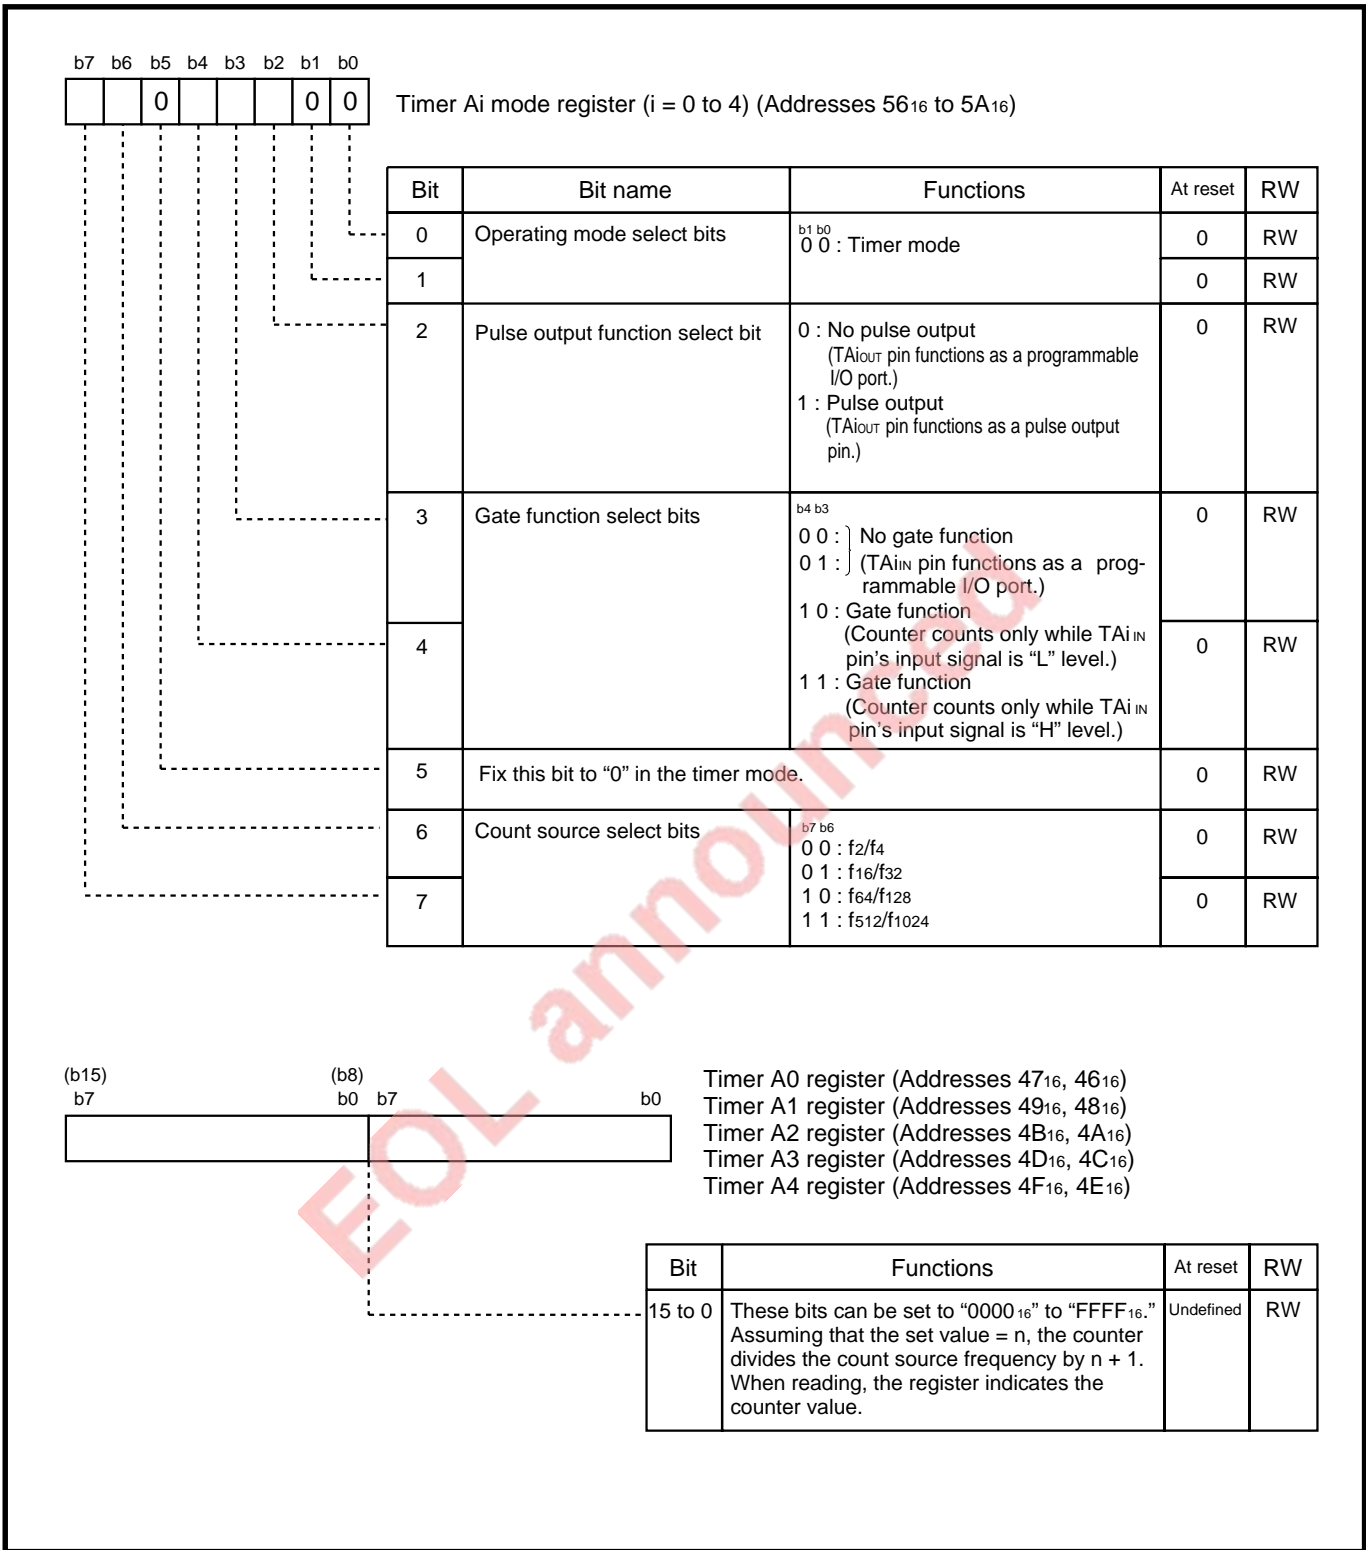 b7 b6 b5 b4 b3 b2 b1 b0
0 0 0
Timer Ai mode register (i = 0 to 4) (Addresses 5616 to 5A16)
Bit Bit name Functions At reset RW
0 Operating mode select bits b1 b0 0 RW
0 0 : Timer mode
1 0 RW
2 Pulse output function select bit 0 : No pulse output 0 RW
(TAiOUT pin functions as a programmable
I/O port.)
1 : Pulse output
(TAiOUT pin functions as a pulse output
pin.)
3 Gate function select bits b4 b3 0 RW
0 0 : No gate function
0 1 : (TAiIN pin functions as a prog-
rammable I/O port.)
1 0 : Gate function
(Counter counts only while TAi IN
4 pin’s input signal is “L” level.) 0 RW
1 1 : Gate function
(Counter counts only while TAi IN
pin’s input signal is “H” level.)
5 Fix this bit to “0” in the timer mode. 0 RW
6 Count source select bits b7 b6 0 RW
0 0 : f2/f4
0 1 : f16/f32
7 1 0 : f64/f128 0 RW
1 1 : f512/f1024
EOL announced
(b15) (b8)
b7 b0 b7 b0
Timer A0 register (Addresses 4716, 4616)
Timer A1 register (Addresses 4916, 4816)
Timer A2 register (Addresses 4B16, 4A16)
Timer A3 register (Addresses 4D16, 4C16)
Timer A4 register (Addresses 4F16, 4E16)
Bit Functions At reset RW
15 to 0 These bits can be set to “0000 16” to “FFFF16.” Undefined RW
Assuming that the set value = n, the counter
divides the count source frequency by n + 1.
When reading, the register indicates the
counter value.